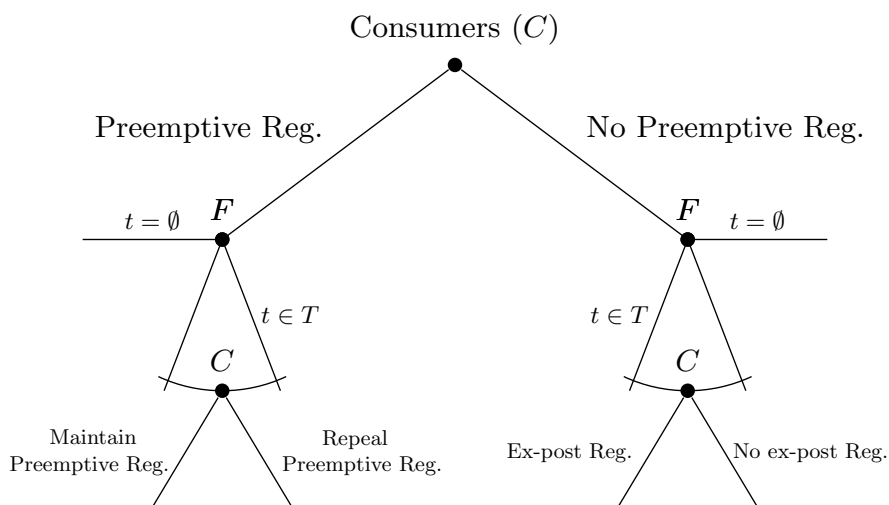 Consumers (C)
Preemptive Reg.
No Preemptive Reg.
F
F
t = ∅
t = ∅
t ∈ T
t ∈ T
C
C
Maintain
Preemptive Reg.
Repeal
Preemptive Reg.
Ex-post Reg.
No ex-post Reg.